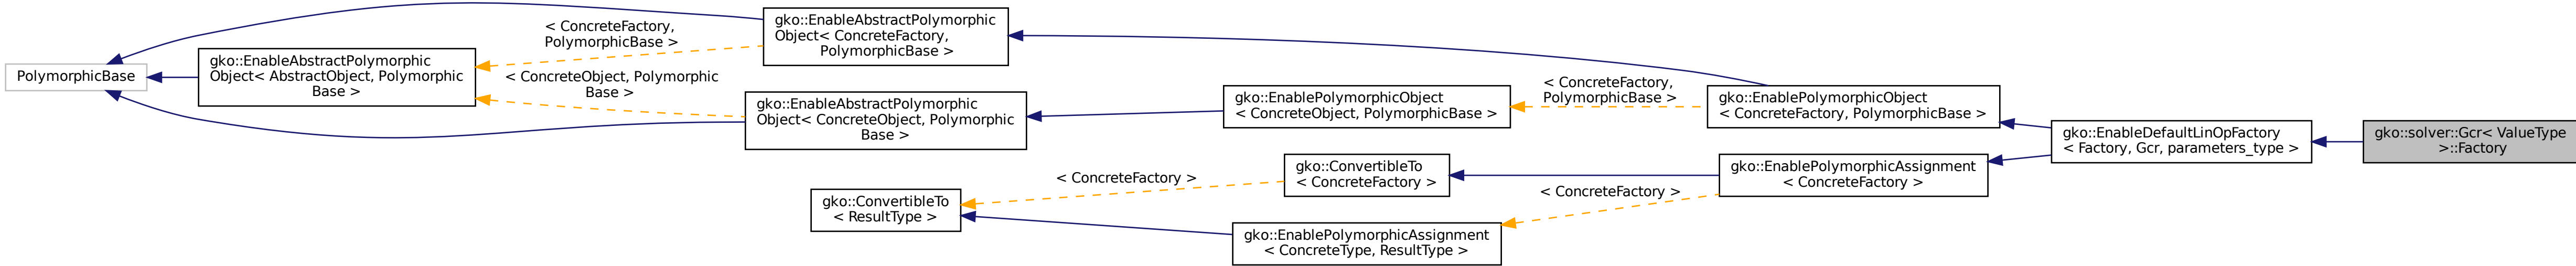 PolymorphicBase
gko::EnableAbstractPolymorphic
Object< AbstractObject, Polymorphic
Base >
< ConcreteFactory,
PolymorphicBase >
< ConcreteObject, Polymorphic
Base >
gko::EnableAbstractPolymorphic
Object< ConcreteFactory,
PolymorphicBase >
gko::EnableAbstractPolymorphic
Object< ConcreteObject, Polymorphic
Base >
gko::ConvertibleTo
< ResultType >
< ConcreteFactory >
gko::EnablePolymorphicObject
< ConcreteObject, PolymorphicBase >
gko::ConvertibleTo
< ConcreteFactory >
gko::EnablePolymorphicAssignment
< ConcreteType, ResultType >
< ConcreteFactory,
PolymorphicBase >
< ConcreteFactory >
gko::EnablePolymorphicObject
< ConcreteFactory, PolymorphicBase >
gko::EnablePolymorphicAssignment
< ConcreteFactory >
gko::EnableDefaultLinOpFactory
< Factory, Gcr, parameters_type >
gko::solver::Gcr< ValueType
>::Factory